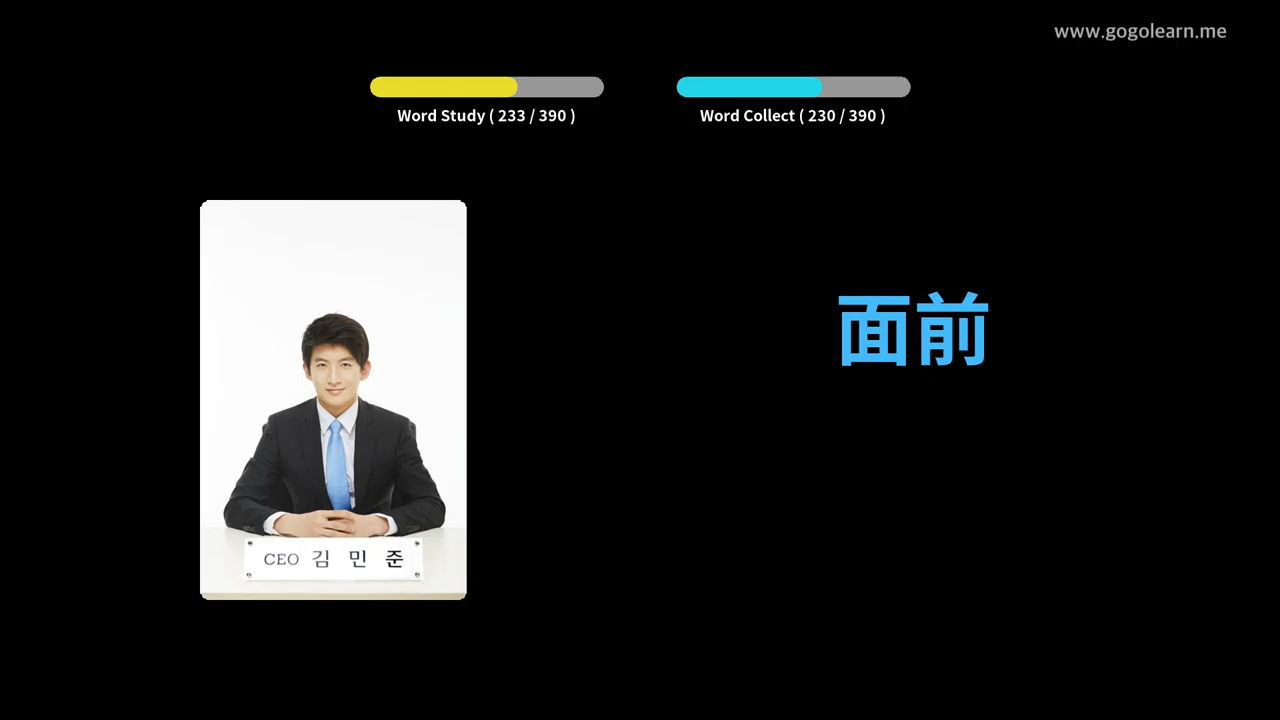 www.gogolearn.me
Word Study ( 233 / 390 )
Word Collect ( 230 / 390 )
面前
CEO 김 민 준